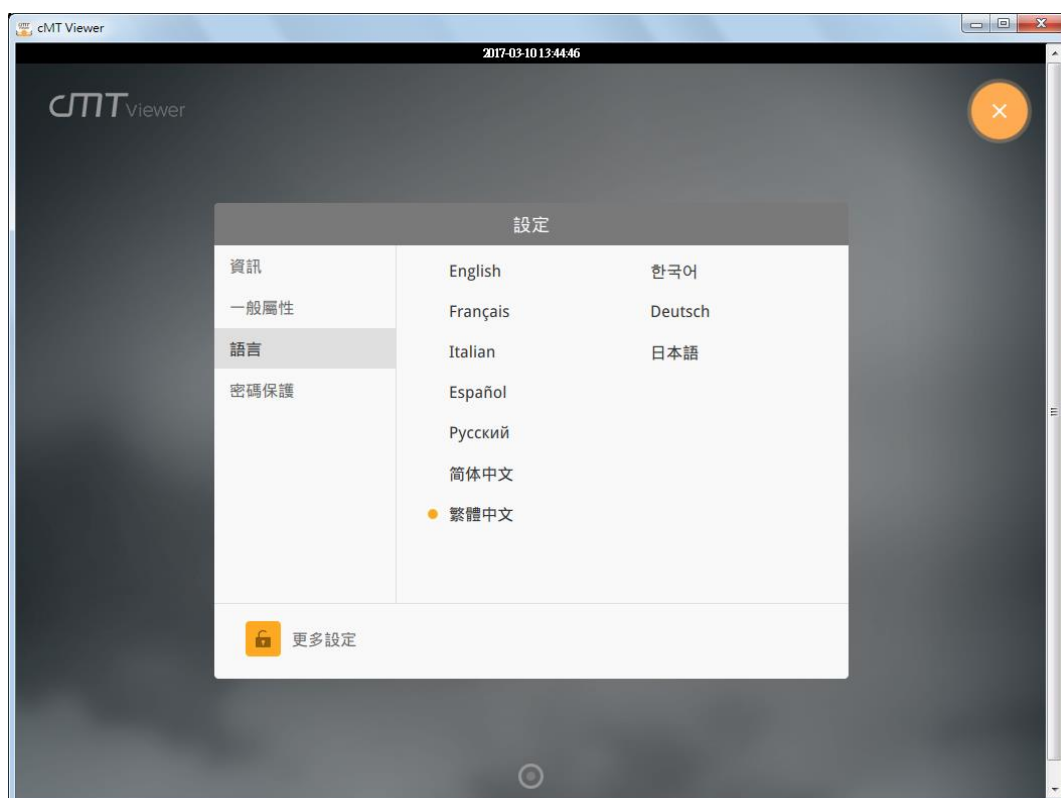 cMT Viewer
2017-03-10 13:44:46
cMT Viewer
設定
資訊
一般屬性
語言
密碼保護
English
Français
Italian
Español
Русский
简体中文
繁體中文
한국어
Deutsch
日本語
更多設定